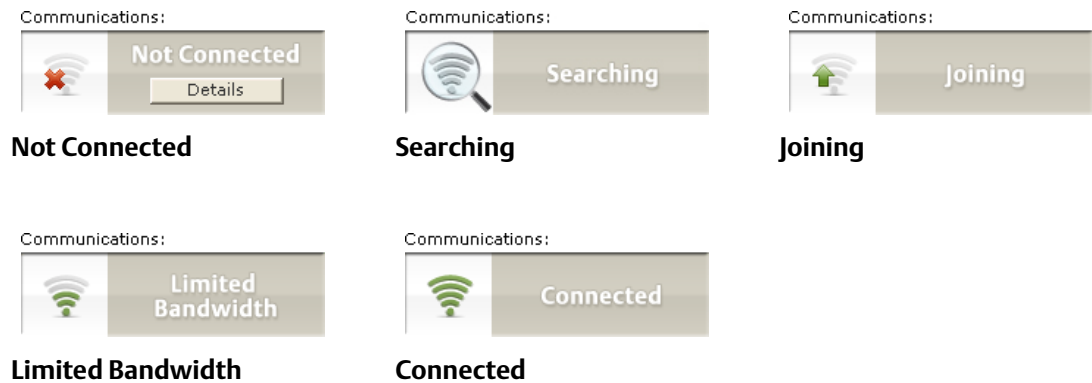 Communications:
Not Connected
Details
Not Connected
Communications:
Searching
Searching
Communications:
Joining
Joining
Communications:
Limited
Bandwidth
Limited Bandwidth
Communications:
Connected
Connected